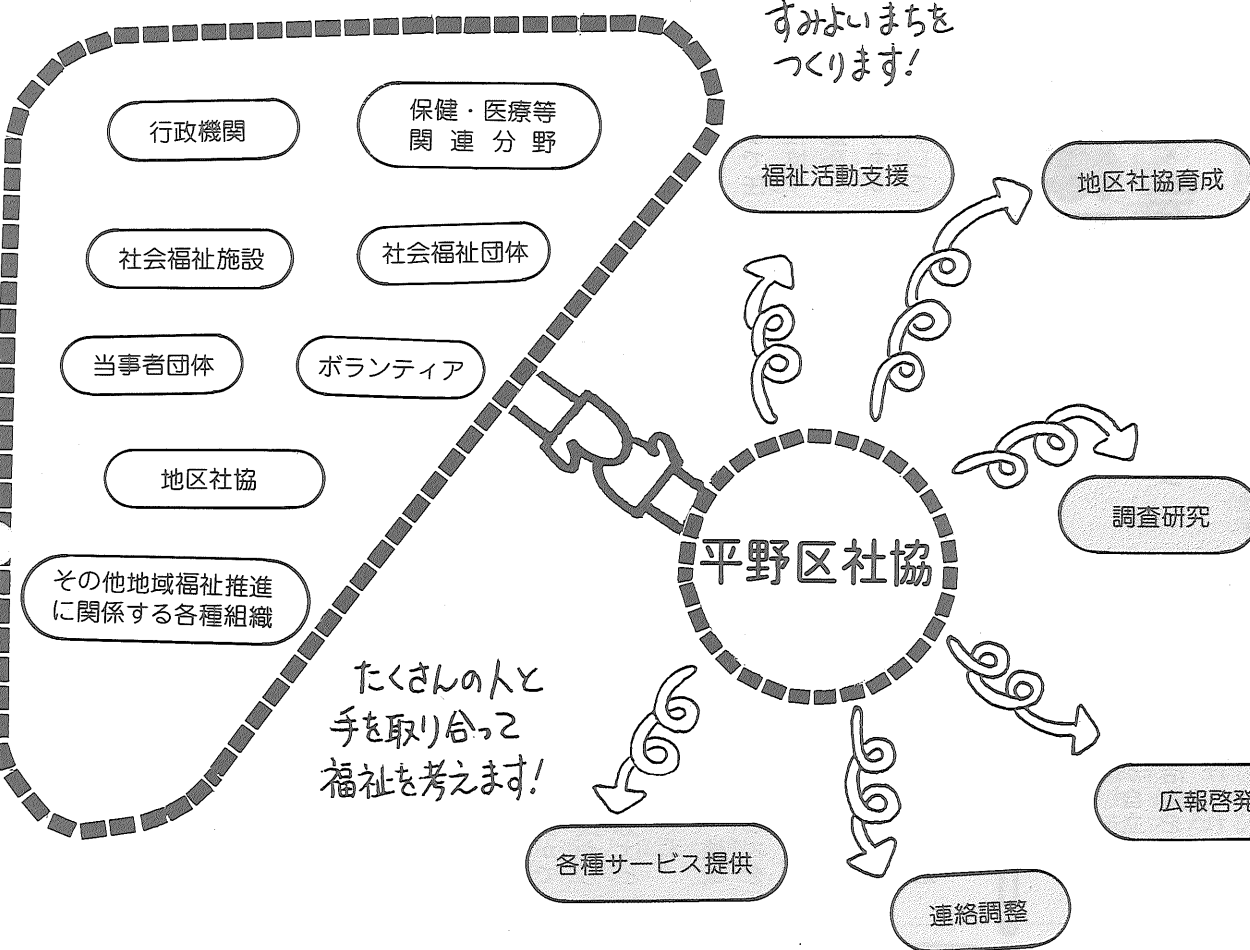 すみよいまちを
つくります!
行政機関
保健・医療等
関連分野
福祉活動支援
地区社協育成
社会福祉施設
社会福祉団体
当事者団体
ボランティア
地区社協
調査研究
平野区社協
その他地域福祉推進
に関係する各種組織
たくさんの人と
手を取り合って
福祉を考えます!
広報啓発
各種サービス提供
連絡調整